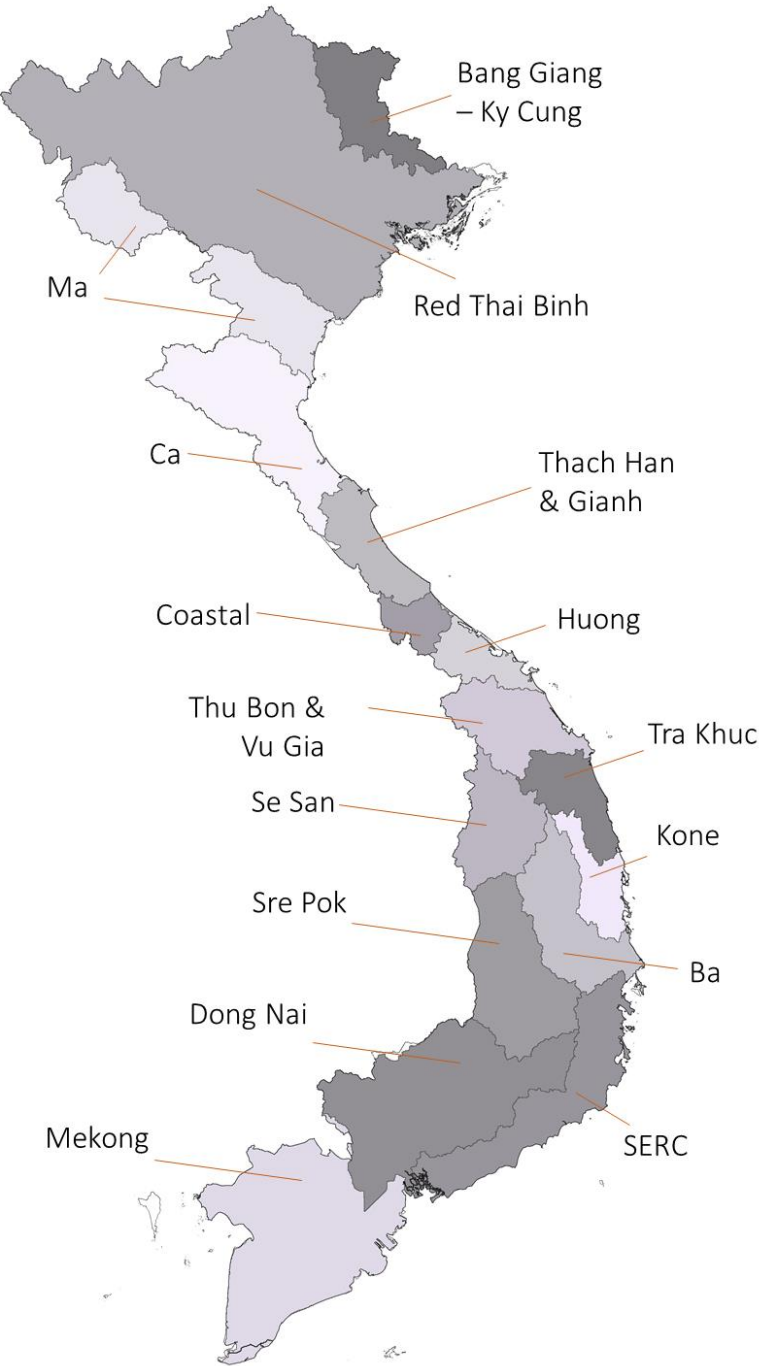 Bang Giang
– Ky Cung
Ma
Red Thai Binh
Ca
Thach Han
& Gianh
Coastal
Huong
Thu Bon &
Vu Gia
Tra Khuc
Se San
Kone
Sre Pok
Ba
Dong Nai
Mekong
SERC